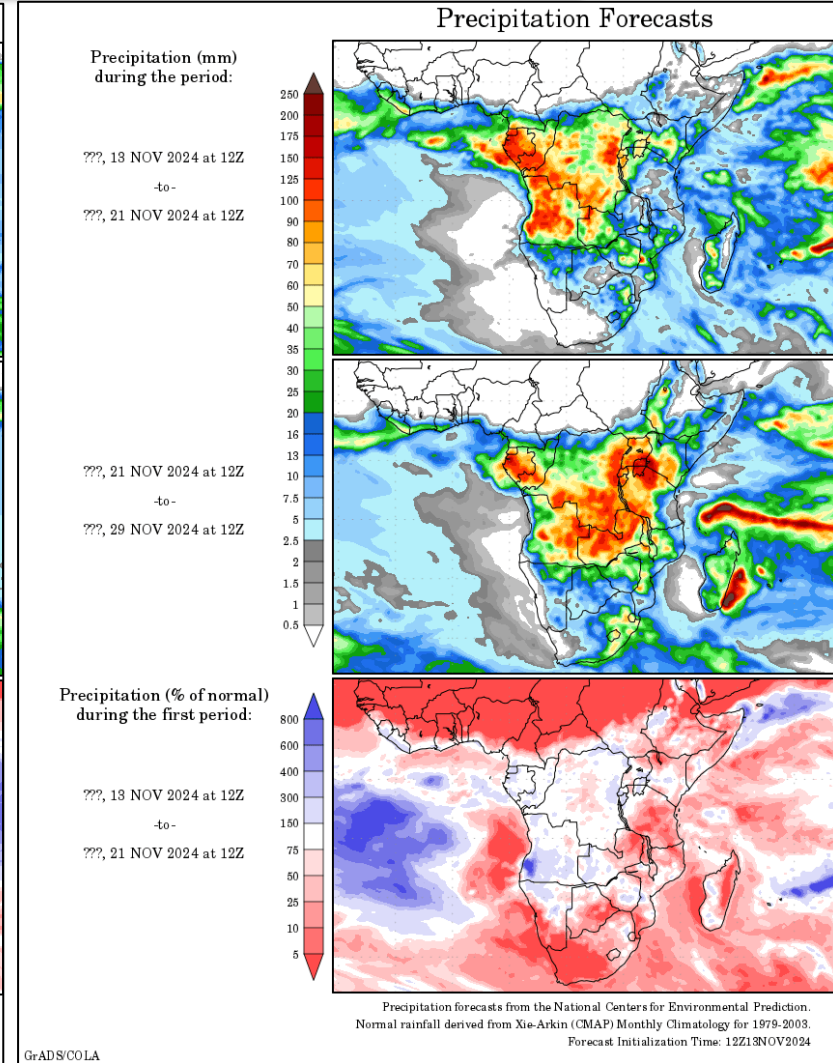 Precipitation Forecasts
Precipitation (mm)
during the period:
???, 13 NOV 2024 at 12Z
-to-
???, 21 NOV 2024 at 12Z
250
200
175
150
125
100
90
80
70
60
50
40
35
30
25
20
16
13
10
7.5
5
2.5
2
1.5
1
0.5
???, 21 NOV 2024 at 12Z
-to-
???, 29 NOV 2024 at 12Z
Precipitation (% of normal)
during the first period:
???, 13 NOV 2024 at 12Z
-to-
???, 21 NOV 2024 at 12Z
800
600
400
300
150
75
50
25
10
5
Precipitation forecasts from the National Centers for Environmental Prediction.
Normal rainfall derived from Xie-Arkin (CMAP) Monthly Climatology for 1979-2003.
Forecast Initialization Time: 12Z13NOV2024
GrADS/COLA